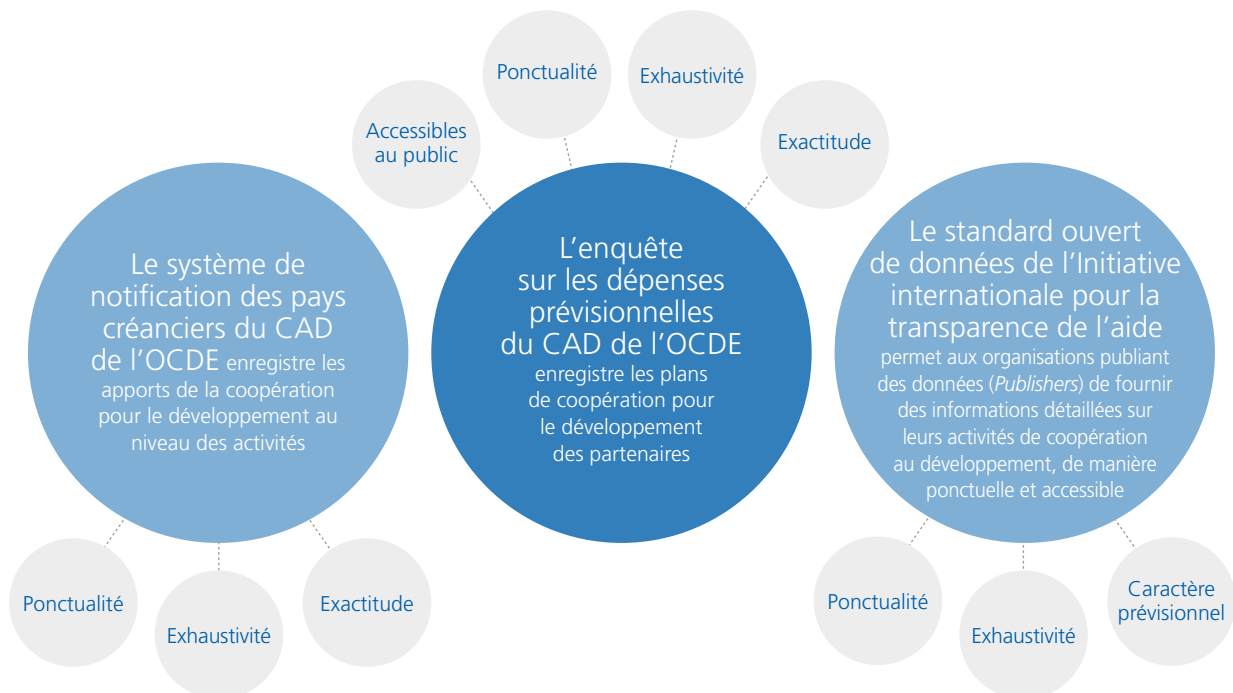 Le système de
notification des pays
créanciers du CAD
de l’OCDE enregistre les
apports de la coopération
pour le développement au
niveau des activités
Ponctualité
Exhaustivité
Exactitude
Accessibles
au public
Ponctualité
Exhaustivité
Exactitude
L’enquête
sur les dépenses
prévisionnelles
du CAD de l’OCDE
enregistre les plans
de coopération pour
le développement
des partenaires
Le standard ouvert
de données de l’Initiative
internationale pour la
transparence de l’aide
permet aux organisations publiant
des données (Publishers) de fournir
des informations détaillées sur
leurs activités de coopération
au développement, de manière
ponctuelle et accessible
Ponctualité
Exhaustivité
Caractère
prévisionnel